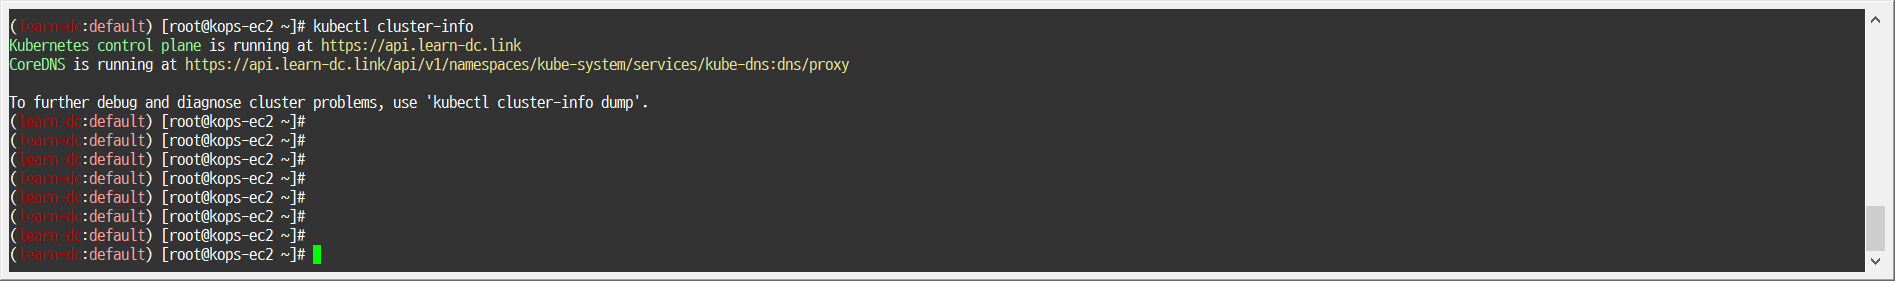 (learn-dc:default) [root@kops-ec2 ~]# kubectl cluster-info
Kubernetes control plane is running at https://api.learn-dc.link
CoreDNS is running at https://api.learn-dc.link/api/v1/namespaces/kube-system/services/kube-dns:dns/proxy

To further debug and diagnose cluster problems, use 'kubectl cluster-info dump'.
(learn-dc:default) [root@kops-ec2 ~]#
(learn-dc:default) [root@kops-ec2 ~]#
(learn-dc:default) [root@kops-ec2 ~]#
(learn-dc:default) [root@kops-ec2 ~]#
(learn-dc:default) [root@kops-ec2 ~]#
(learn-dc:default) [root@kops-ec2 ~]#
(learn-dc:default) [root@kops-ec2 ~]#
(learn-dc:default) [root@kops-ec2 ~]#